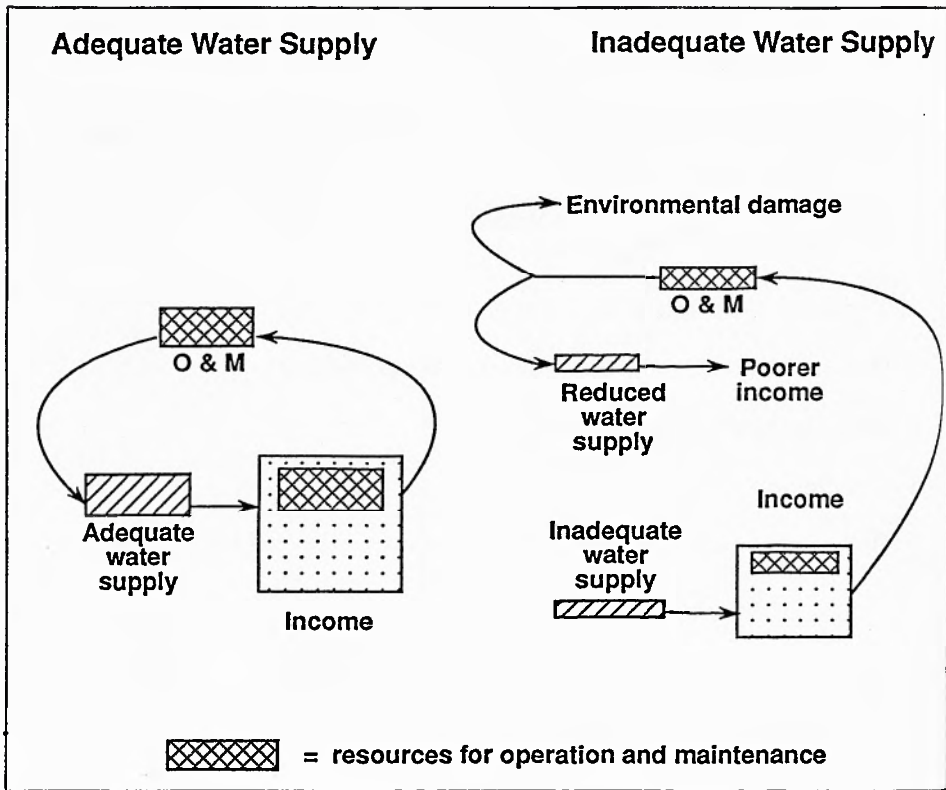 Adequate Water Supply
O & M
Adequate
water
supply
Income
Inadequate Water Supply
Environmental damage
O & M
Reduced
water
supply
Poorer
income
Inadequate
water
supply
Income
= resources for operation and maintenance